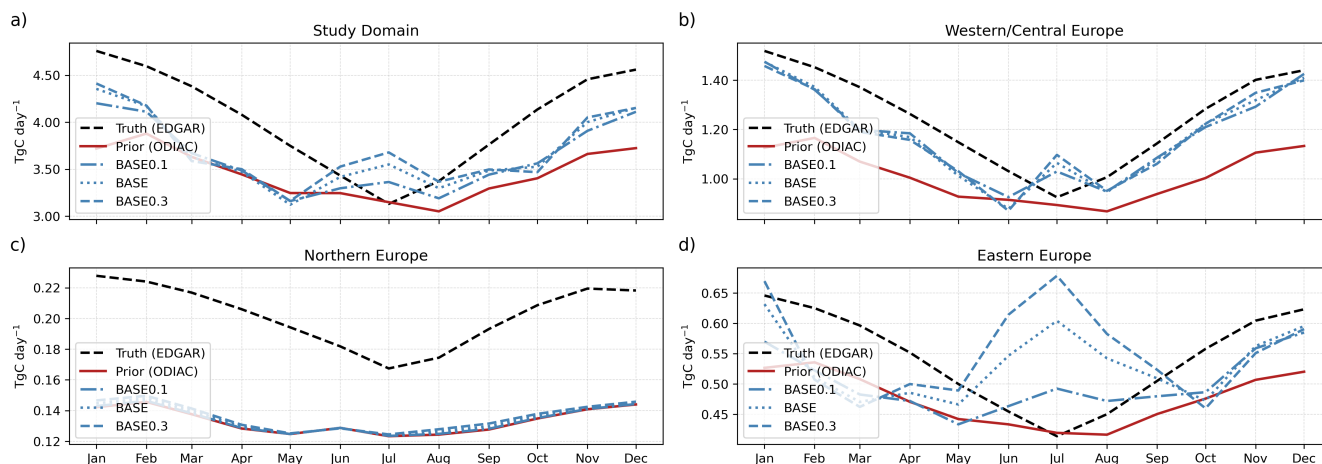 a)
Study Domain
TgC day⁻¹
4.50
4.00
3.50
3.00
Truth (EDGAR)
Prior (ODIAC)
BASE0.1
BASE
BASE0.3
b)
Western/Central Europe
TgC day⁻¹
1.40
1.20
1.00
Truth (EDGAR)
Prior (ODIAC)
BASE0.1
BASE
BASE0.3
c)
Northern Europe
TgC day⁻¹
0.22
0.20
0.18
0.16
0.14
0.12
Truth (EDGAR)
Prior (ODIAC)
BASE0.1
BASE
BASE0.3
Jan Feb Mar Apr May Jun Jul Aug Sep Oct Nov Dec
d)
Eastern Europe
TgC day⁻¹
0.65
0.60
0.55
0.50
0.45
Truth (EDGAR)
Prior (ODIAC)
BASE0.1
BASE
BASE0.3
Jan Feb Mar Apr May Jun Jul Aug Sep Oct Nov Dec